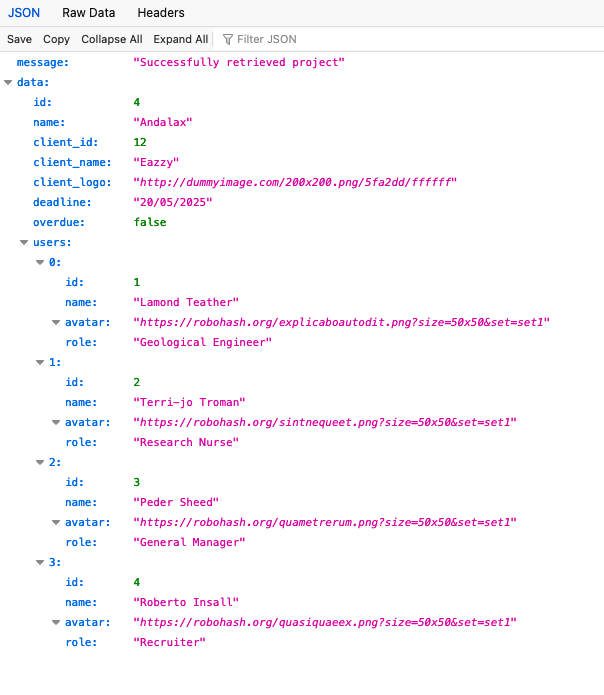 JSON Raw Data Headers
Save Copy Collapse All Expand All Filter JSON
message: "Successfully retrieved project"
data:
id: 4
name: "Andalax"
client_id: 12
client_name: "Eazzy"
client_logo: "http://dummyimage.com/200x200.png/5fa2dd/ffffff"
deadline: "20/05/2025"
overdue: false
users:
0:
id: 1
name: "Lamond Teather"
avatar: "https://robohash.org/explicaboautodit.png?size=50x50&set=set1"
role: "Geological Engineer"
1:
id: 2
name: "Terri-jo Troman"
avatar: "https://robohash.org/sintnequeet.png?size=50x50&set=set1"
role: "Research Nurse"
2:
id: 3
name: "Peder Sheed"
avatar: "https://robohash.org/quametrerum.png?size=50x50&set=set1"
role: "General Manager"
3:
id: 4
name: "Roberto Insall"
avatar: "https://robohash.org/quasiquaeex.png?size=50x50&set=set1"
role: "Recruiter"